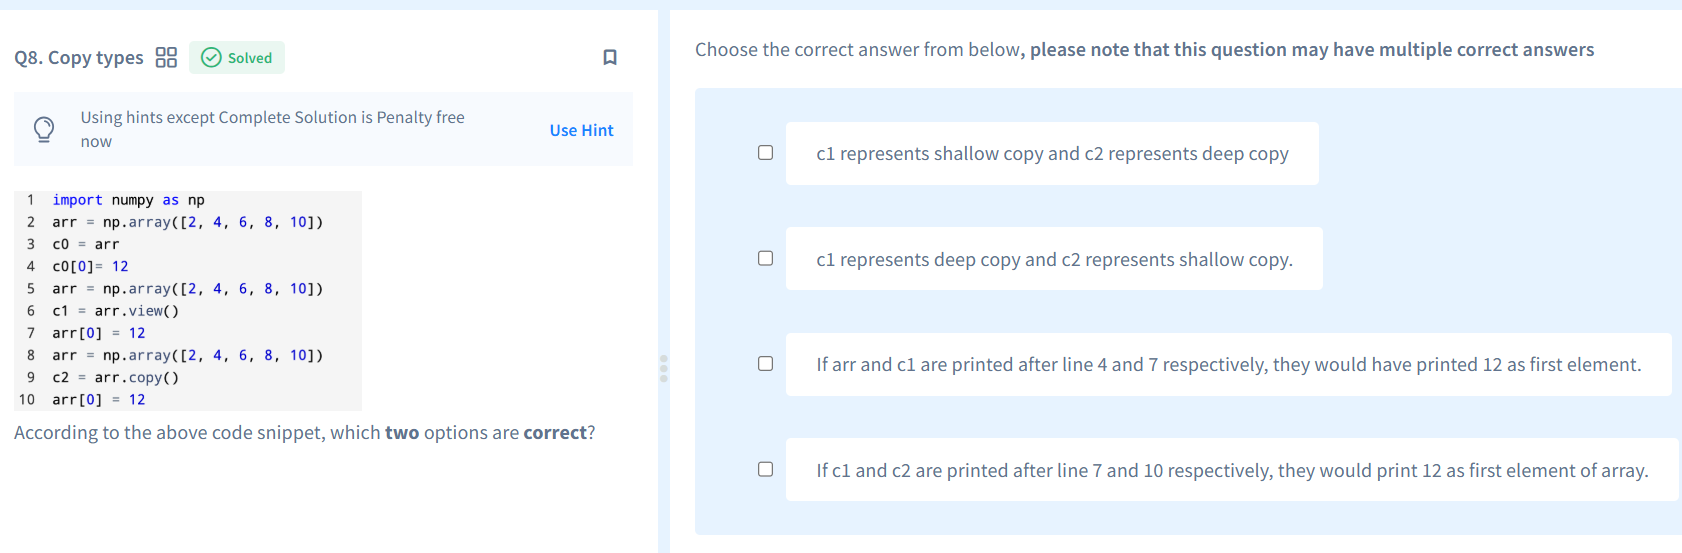 Q8. Copy types
Solved
Using hints except Complete Solution is Penalty free
now
Use Hint
1 import numpy as np
2 arr = np.array([2, 4, 6, 8, 10])
3 c0 = arr
4 c0[0]= 12
5 arr = np.array([2, 4, 6, 8, 10])
6 c1 = arr.view()
7 arr[0] = 12
8 arr = np.array([2, 4, 6, 8, 10])
9 c2 = arr.copy()
10 arr[0] = 12
According to the above code snippet, which two options are correct?
Choose the correct answer from below, please note that this question may have multiple correct answers
c1 represents shallow copy and c2 represents deep copy
c1 represents deep copy and c2 represents shallow copy.
If arr and c1 are printed after line 4 and 7 respectively, they would have printed 12 as first element.
If c1 and c2 are printed after line 7 and 10 respectively, they would print 12 as first element of array.